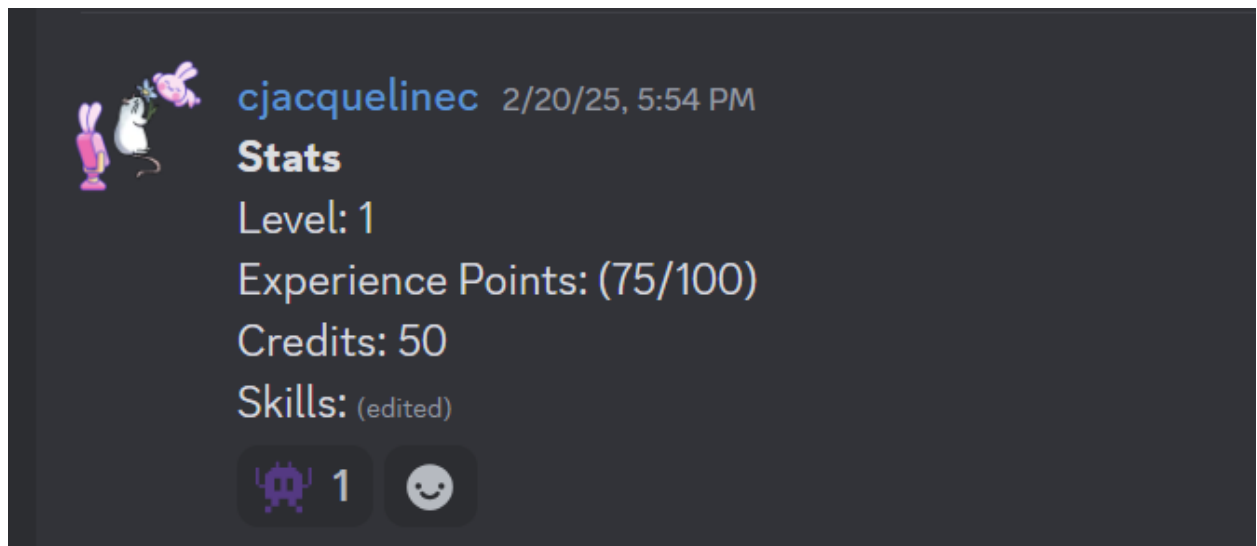 cjacquelinec 2/20/25, 5:54 PM
Stats
Level: 1
Experience Points: (75/100)
Credits: 50
Skills: (edited)
1